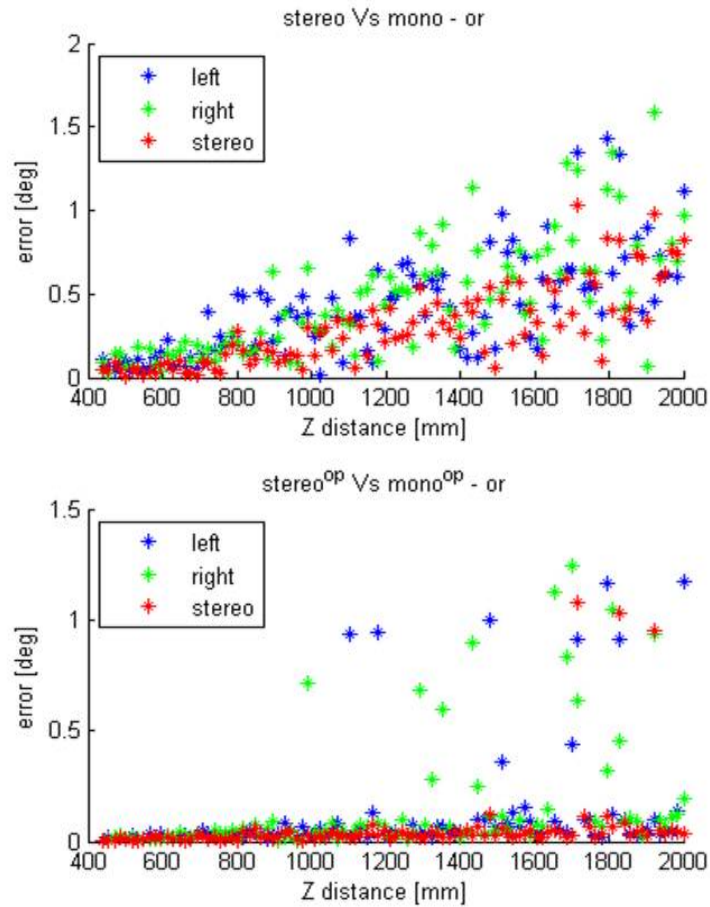 stereo Vs mono - or
2
1.5
1
0.5
0
error [deg]
left
right
stereo
400 600 800 1000 1200 1400 1600 1800 2000
Z distance [mm]
stereo^op Vs mono^op - or
1.5
1
0.5
0
error [deg]
left
right
stereo
400 600 800 1000 1200 1400 1600 1800 2000
Z distance [mm]